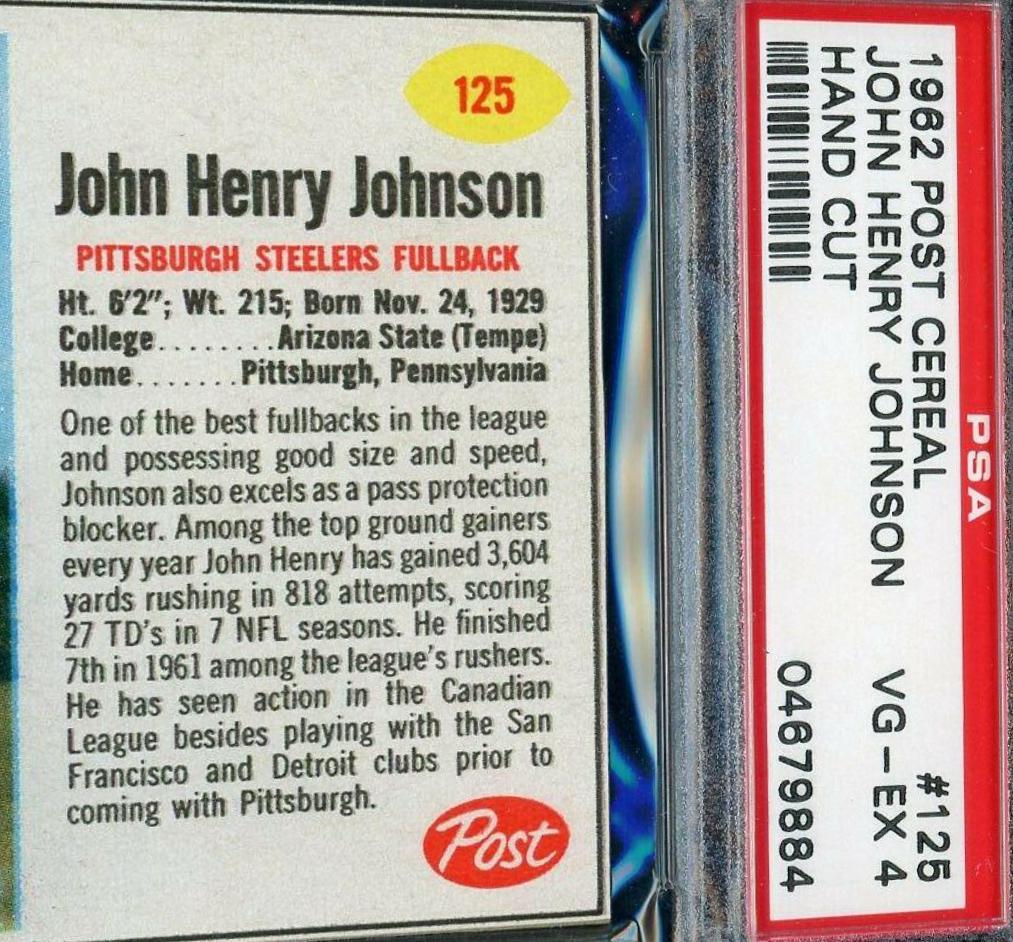 125
John Henry Johnson
PITTSBURGH STEELERS FULLBACK
Ht. 6'2"; Wt. 215; Born Nov. 24, 1929
College........Arizona State (Tempe)
Home.......Pittsburgh, Pennsylvania
One of the best fullbacks in the league
and possessing good size and speed,
Johnson also excels as a pass protection
blocker. Among the top ground gainers
every year John Henry has gained 3,604
yards rushing in 818 attempts, scoring
27 TD's in 7 NFL seasons. He finished
7th in 1961 among the league's rushers.
He has seen action in the Canadian
League besides playing with the San
Francisco and Detroit clubs prior to
coming with Pittsburgh.
Post
PSA
1962 POST CEREAL #125
JOHN HENRY JOHNSON VG-EX 4
HAND CUT
04679884